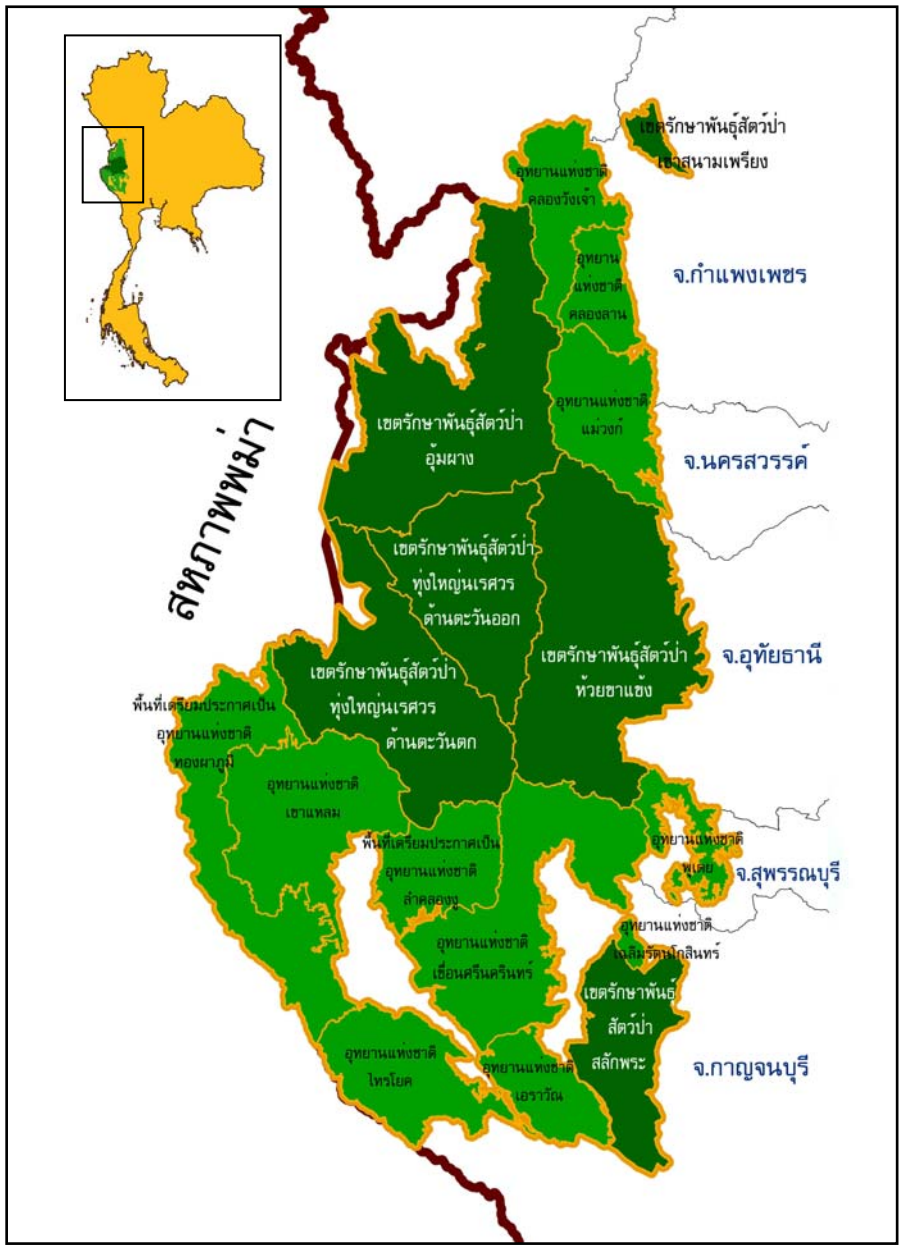 เขตรักษาพันธุ์สัตว์ป่า
เขาสนามเพรียง
อุทยานแห่งชาติ
คลองวังเจ้า
อุทยาน
แห่งชาติ
คลองลาน
จ.กำแพงเพชร
อุทยานแห่งชาติ
แม่วงก์
เขตรักษาพันธุ์สัตว์ป่า
อุ้มผาง
จ.นครสวรรค์
สหภาพพม่า
เขตรักษาพันธุ์สัตว์ป่า
ทุ่งใหญ่นเรศวร
ด้านตะวันออก
เขตรักษาพันธุ์สัตว์ป่า
ห้วยขาแข้ง
จ.อุทัยธานี
เขตรักษาพันธุ์สัตว์ป่า
ทุ่งใหญ่นเรศวร
ด้านตะวันตก
พื้นที่เตรียมประกาศเป็น
อุทยานแห่งชาติ
ทองผาภูมิ
อุทยานแห่งชาติ
เขาแหลม
พื้นที่เตรียมประกาศเป็น
อุทยานแห่งชาติ
ลำคลองงู
อุทยานแห่งชาติ
พุเตย
จ.สุพรรณบุรี
อุทยานแห่งชาติ
เฉลิมรัตนโกสินทร์
อุทยานแห่งชาติ
เขื่อนศรีนครินทร์
เขตรักษาพันธุ์
สัตว์ป่า
สลักพระ
อุทยานแห่งชาติ
ไทรโยค
อุทยานแห่งชาติ
เอราวัณ
จ.กาญจนบุรี